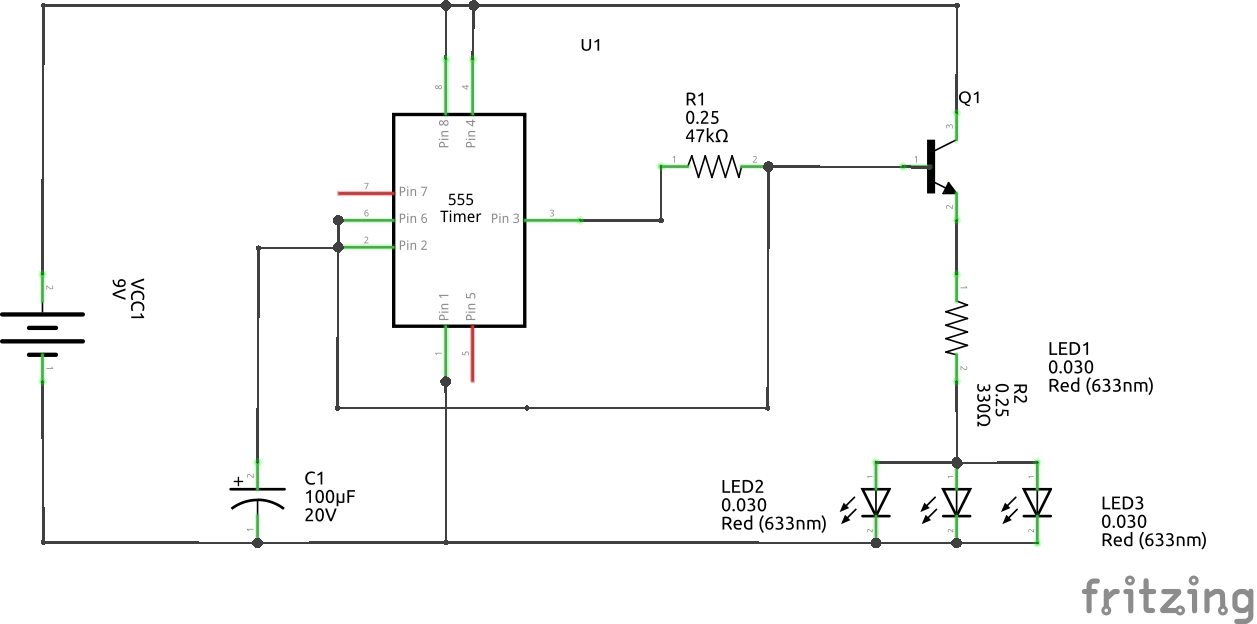 U1
Q1
R1
0.25
47kΩ
3
8
4
Pin 8
Pin 4
1
2
1
7
Pin 7
555
Timer
6
Pin 6
Pin 3
3
2
2
Pin 2
2
VCC1
9V
1
Pin 1
Pin 5
1
5
1
2
LED1
0.030
Red (633nm)
R2
0.25
330Ω
+
2
C1
100µF
20V
1
LED2
0.030
Red (633nm)
1
1
1
2
2
2
LED3
0.030
Red (633nm)
fritzing